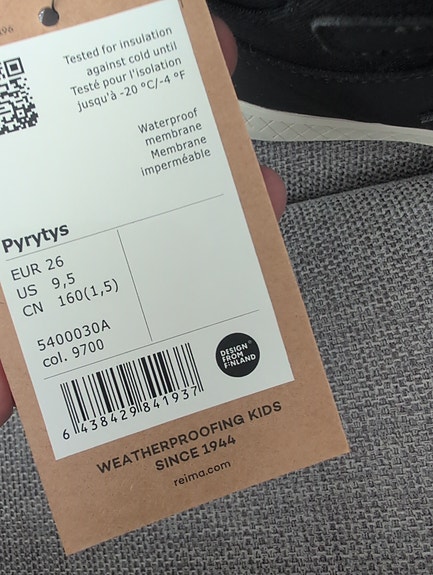 Tested for insulation
against cold until
Testé pour l'isolation
jusqu'à -20 °C/-4 °F
Waterproof
membrane
Membrane
imperméable
Pyrytys
EUR 26
US 9,5
CN 160(1,5)
5400030A
col. 9700
DESIGN
FROM
FINLAND
6 438429 841937
WEATHERPROOFING KIDS
SINCE 1944
reima.com